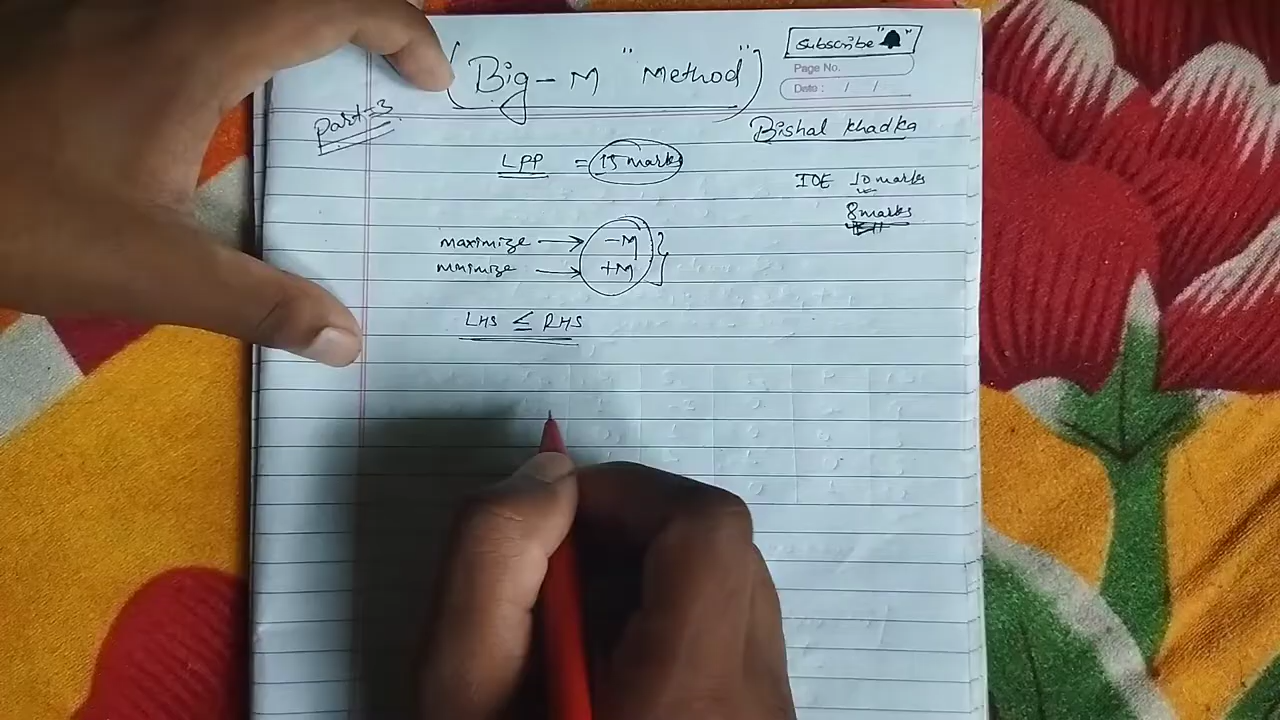 (Big-M "Method")
Subscribe "🔔"
Page No.
Date : / /
Part=3
Bishal Khadka
LPP = 15 marks
IOE 10 marks
8 marks
maximize → -M
minimize → +M
LHS ≤ RHS